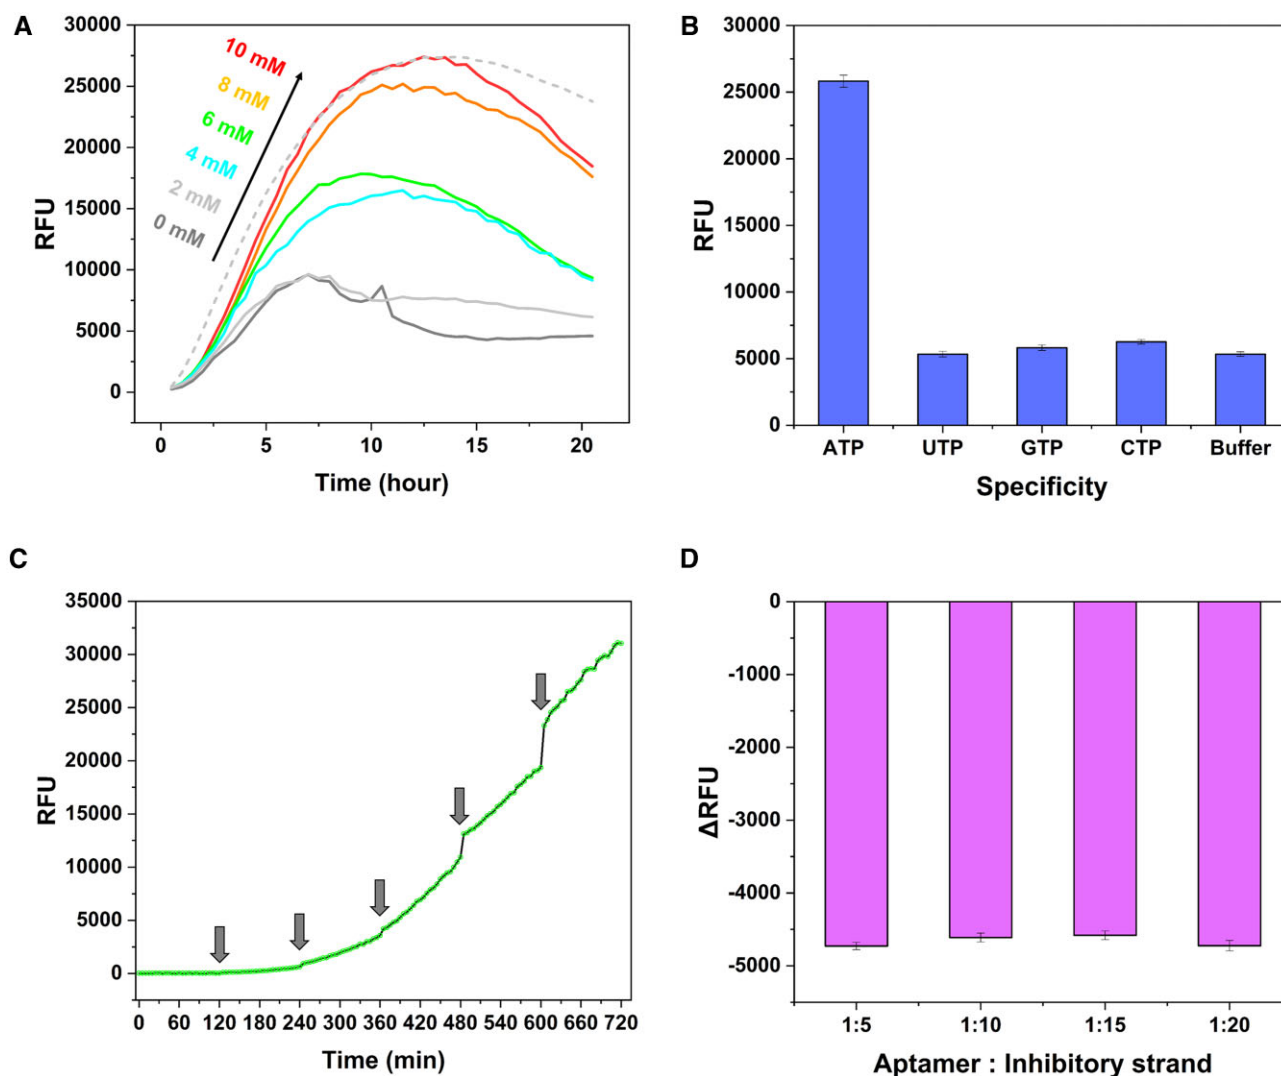 A
30000
25000
20000
15000
10000
5000
0
RFU
10 mM
8 mM
6 mM
4 mM
2 mM
0 mM
0 5 10 15 20
Time (hour)
B
30000
25000
20000
15000
10000
5000
0
RFU
ATP UTP GTP CTP Buffer
Specificity
C
35000
30000
25000
20000
15000
10000
5000
0
RFU
0 60 120 180 240 300 360 420 480 540 600 660 720
Time (min)
D
0
-1000
-2000
-3000
-4000
-5000
ΔRFU
1:5 1:10 1:15 1:20
Aptamer : Inhibitory strand